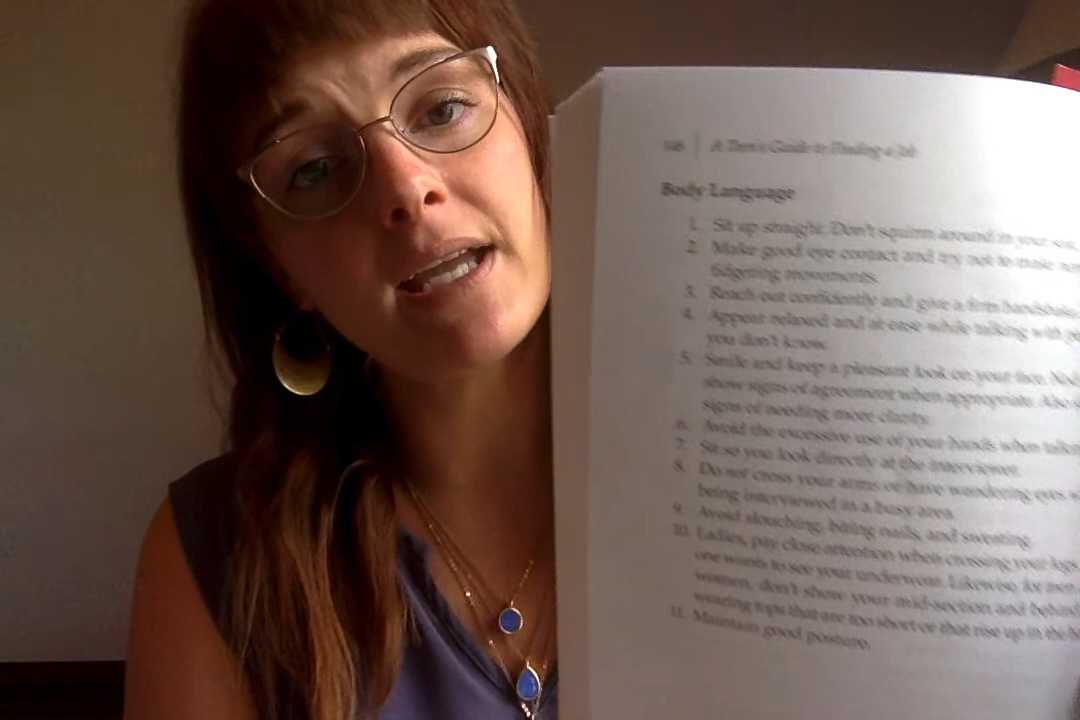 A Teen's Guide to Finding a Job
Body Language
1. Sit up straight. Don't squirm around in your seat.
2. Make good eye contact and try not to make
fidgeting movements.
3. Reach out confidently and give a firm handshake.
4. Appear relaxed and at ease while talking with
you don't know.
5. Smile and keep a pleasant look on your face. Nod
show signs of agreement when appropriate. Also
signs of needing more clarity.
6. Avoid the excessive use of your hands when
7. Sit so you look directly at the interviewer.
8. Do not cross your arms or have wandering eyes
being interviewed in a busy area.
9. Avoid slouching, biting nails, and sweating.
10. Ladies, pay close attention when crossing your legs.
one wants to see your underwear. Likewise, for
women, don't show your mid-section and
wearing tops that are too short or that rise up in the
11. Maintain good posture.